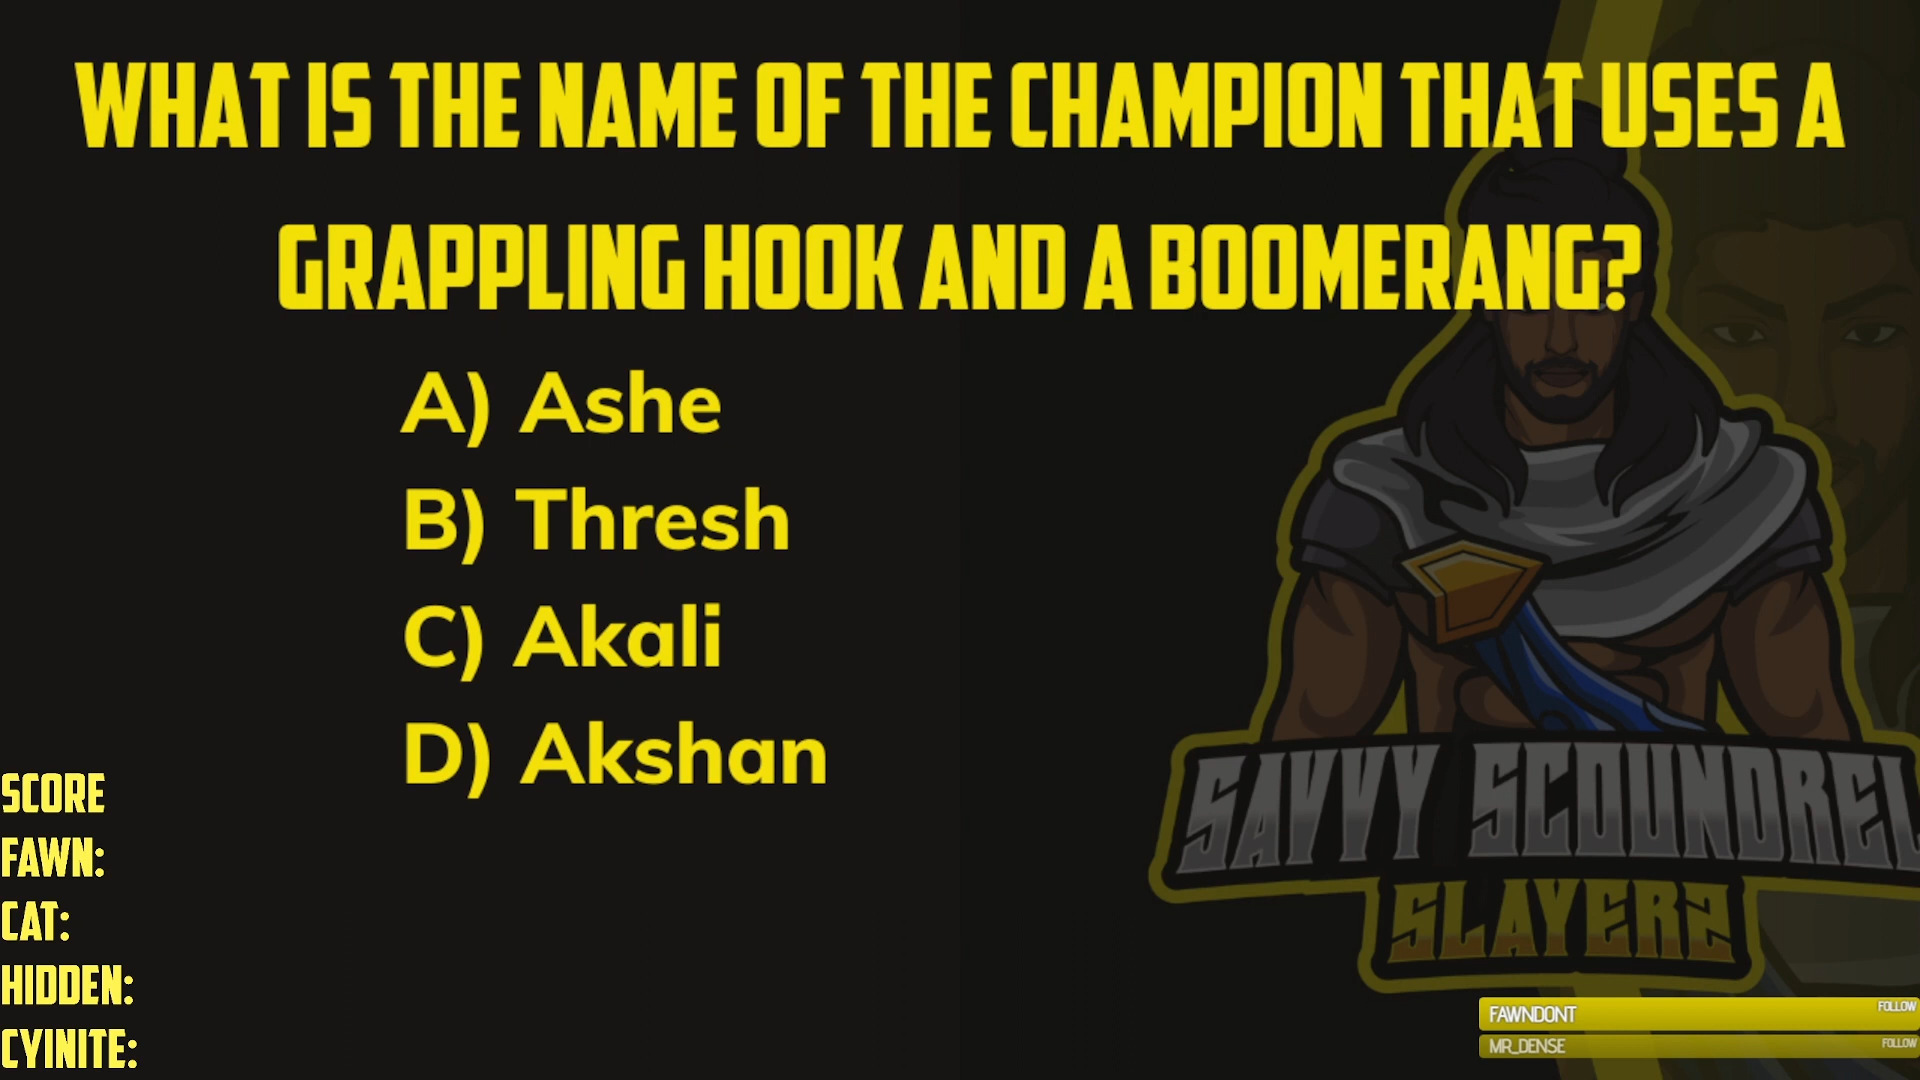 WHAT IS THE NAME OF THE CHAMPION THAT USES A
GRAPPLING HOOK AND A BOOMERANG?
A) Ashe
B) Thresh
C) Akali
D) Akshan
SCORE
FAWN:
CAT:
HIDDEN:
CYINITE:
SAVVY SCOUNDREL
SLAYERZ
FAWNDONT FOLLOW
MR_DENSE FOLLOW